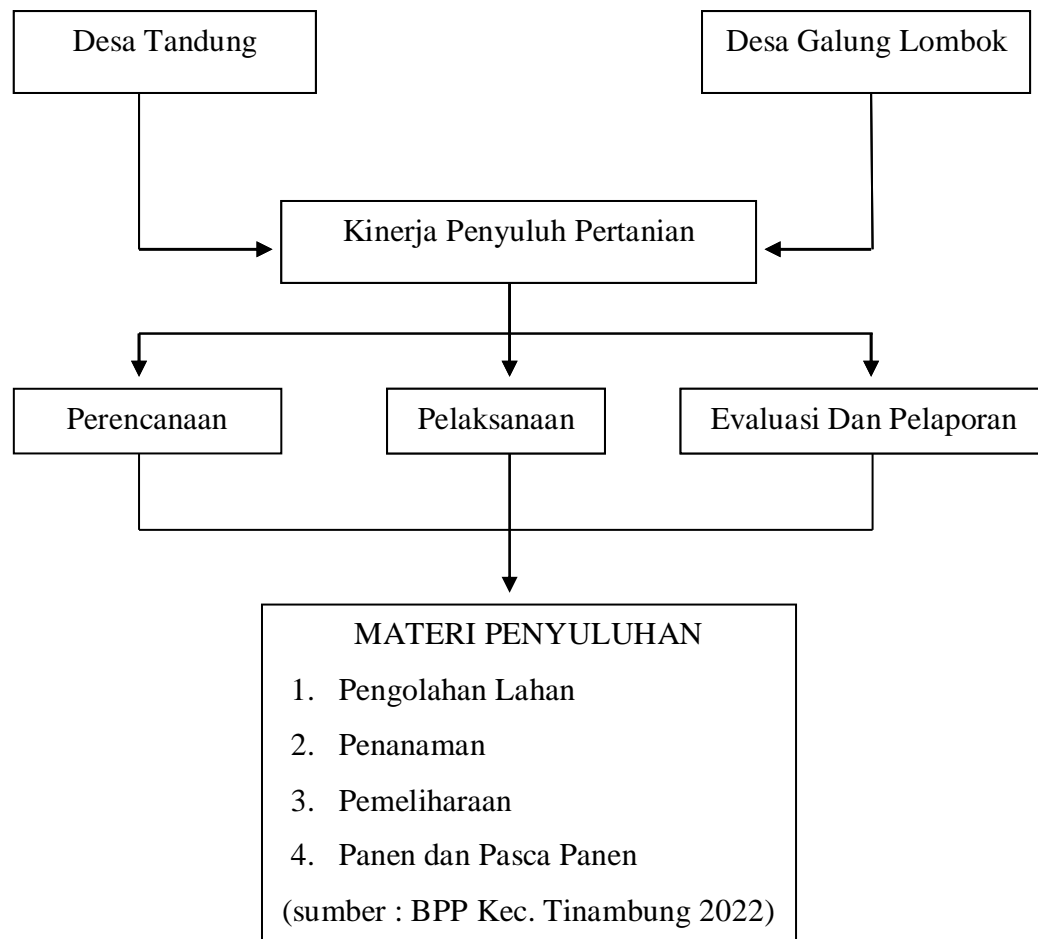 Desa Tandung
Desa Galung Lombok
Kinerja Penyuluh Pertanian
Perencanaan
Pelaksanaan
Evaluasi Dan Pelaporan
MATERI PENYULUHAN
1. Pengolahan Lahan
2. Penanaman
3. Pemeliharaan
4. Panen dan Pasca Panen
(sumber : BPP Kec. Tinambung 2022)